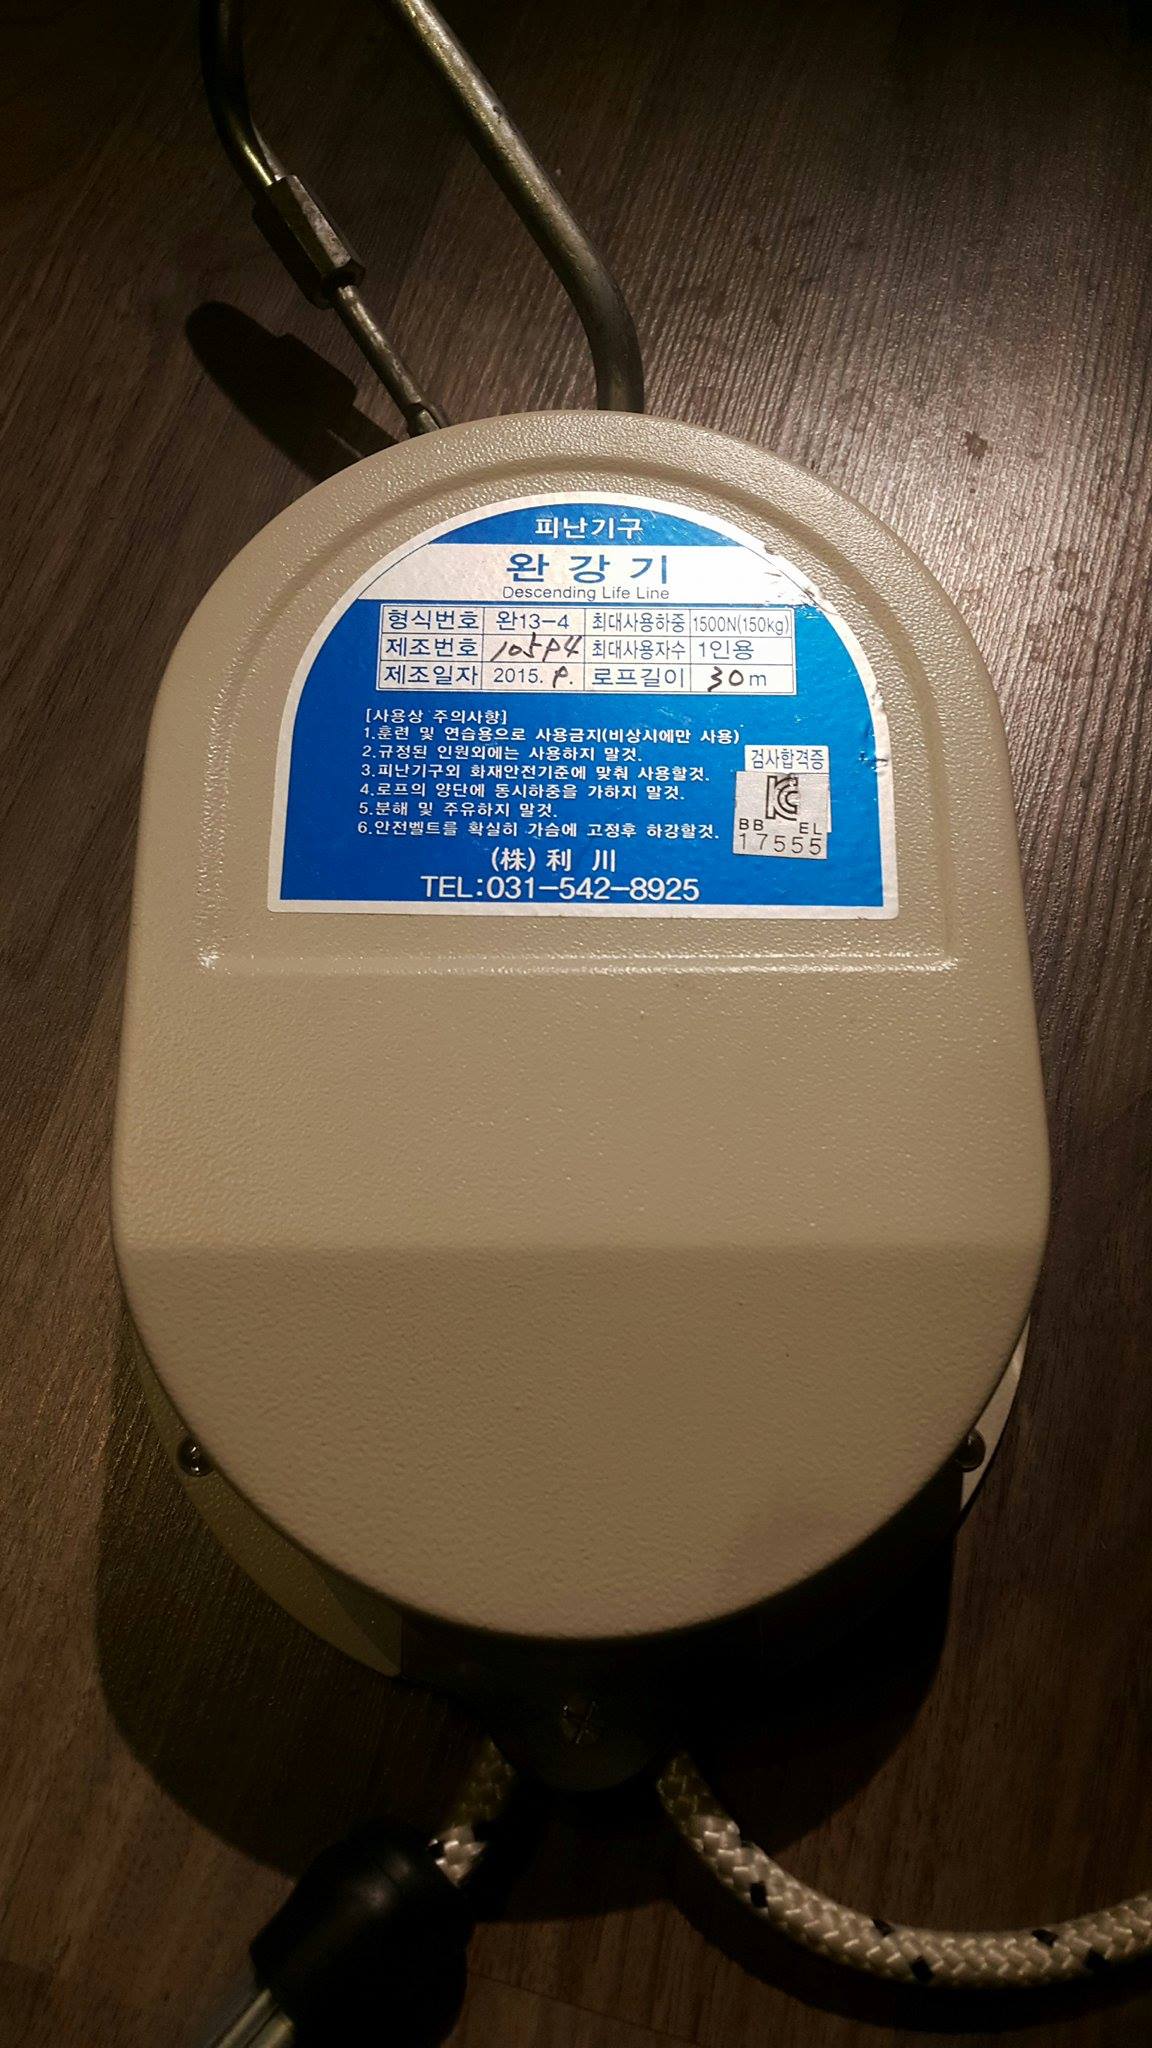 피난기구
완강기
Descending Life Line
형식번호 완13-4 최대사용하중 1500N(150kg)
제조번호 최대사용자수 1인용
제조일자 2015. 로프길이 30m
[사용상 주의사항]
1.훈련 및 연습용으로 사용금지(비상시에만 사용)
2.규정된 인원외에는 사용하지 말것.
3.피난기구외 화재안전기준에 맞춰 사용할것.
4.로프의 양단에 동시하중을 가하지 말것.
5.분해 및 주유하지 말것.
6.안전벨트를 확실히 가슴에 고정후 하강할것.
검사합격증
KC
BB EL
17555
(株) 利 川
TEL:031-542-8925